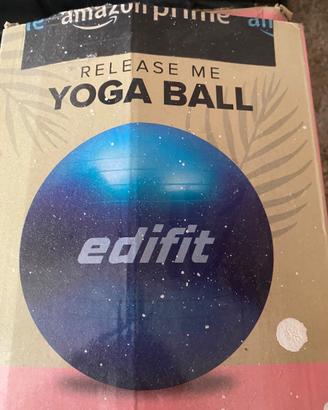 amazon prime
RELEASE ME
YOGA BALL
edifit